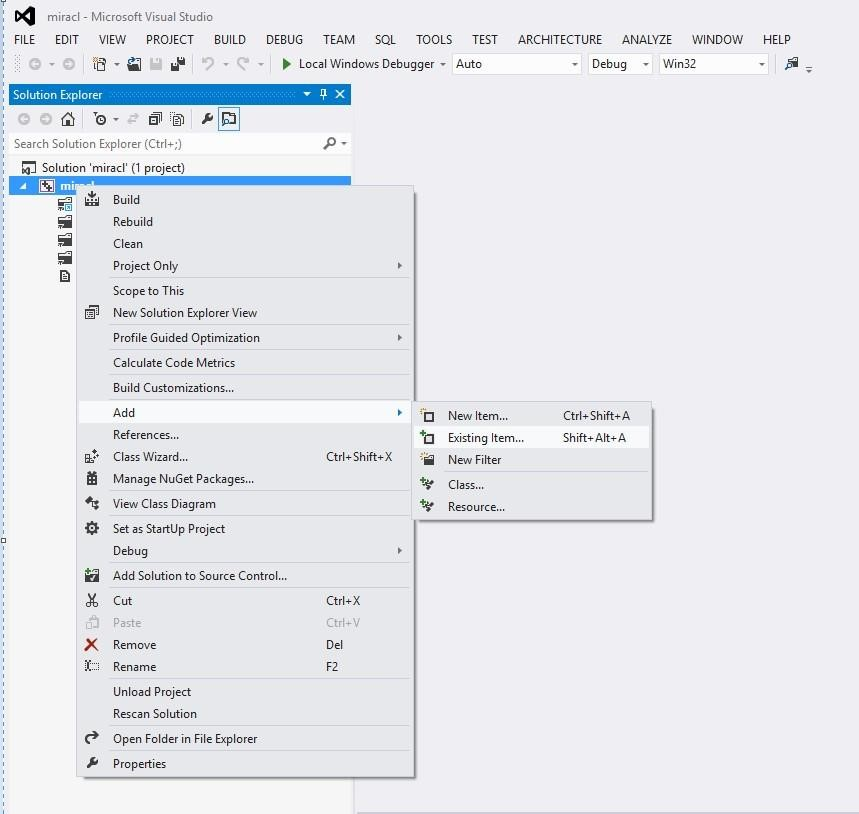 miracl - Microsoft Visual Studio
FILE EDIT VIEW PROJECT BUILD DEBUG TEAM SQL TOOLS TEST ARCHITECTURE ANALYZE WINDOW HELP
Local Windows Debugger Auto Debug Win32
Solution Explorer
Search Solution Explorer (Ctrl+;)
Solution 'miracl' (1 project)
miracl
Build
Rebuild
Clean
Project Only
Scope to This
New Solution Explorer View
Profile Guided Optimization
Calculate Code Metrics
Build Customizations...
Add
References...
Class Wizard... Ctrl+Shift+X
Manage NuGet Packages...
View Class Diagram
Set as StartUp Project
Debug
Add Solution to Source Control...
Cut Ctrl+X
Paste Ctrl+V
Remove Del
Rename F2
Unload Project
Rescan Solution
Open Folder in File Explorer
Properties
New Item... Ctrl+Shift+A
Existing Item... Shift+Alt+A
New Filter
Class...
Resource...